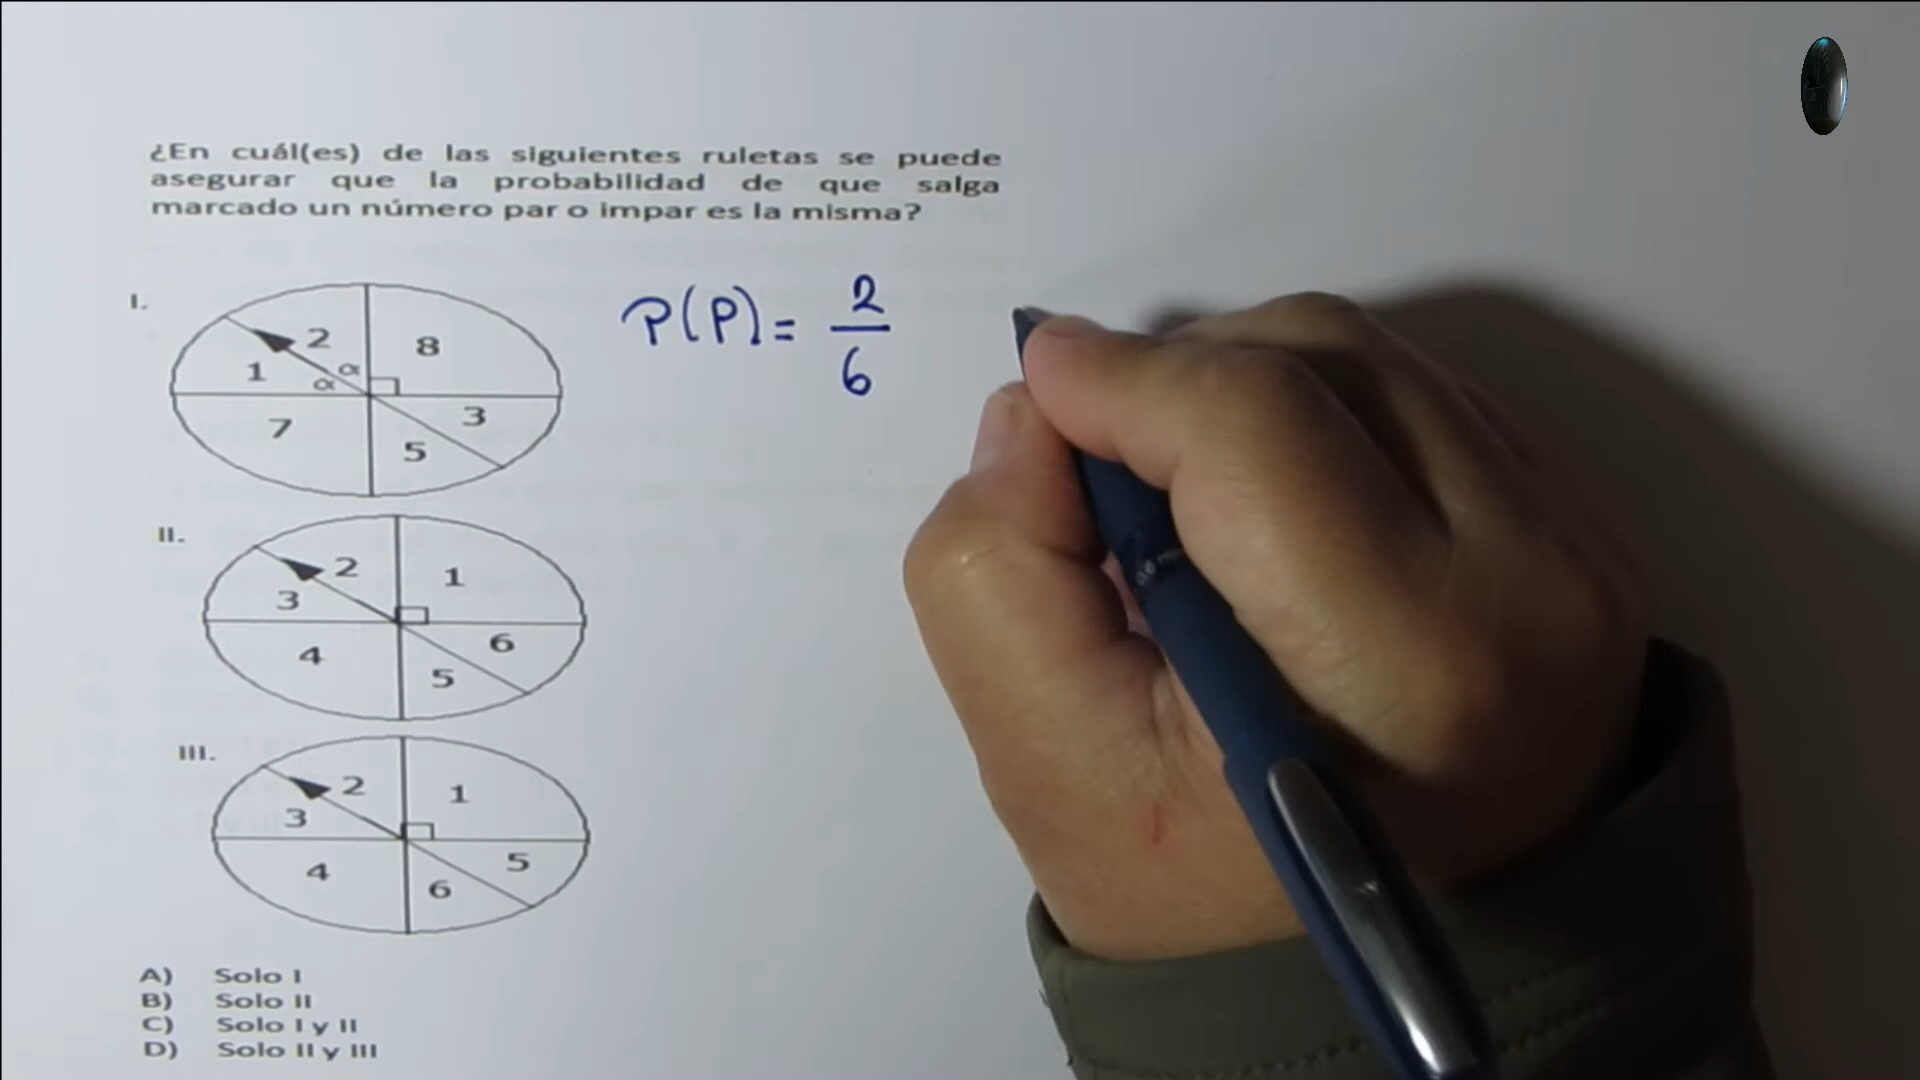 ¿En cuál(es) de las siguientes ruletas se puede
asegurar que la probabilidad de que salga
marcado un número par o impar es la misma?
I.
2
8
1
α
α
7
3
5
P(P)= 2
6
II.
2
1
3
4
6
5
III.
2
1
3
4
5
6
A) Solo I
B) Solo II
C) Solo I y II
D) Solo II y III